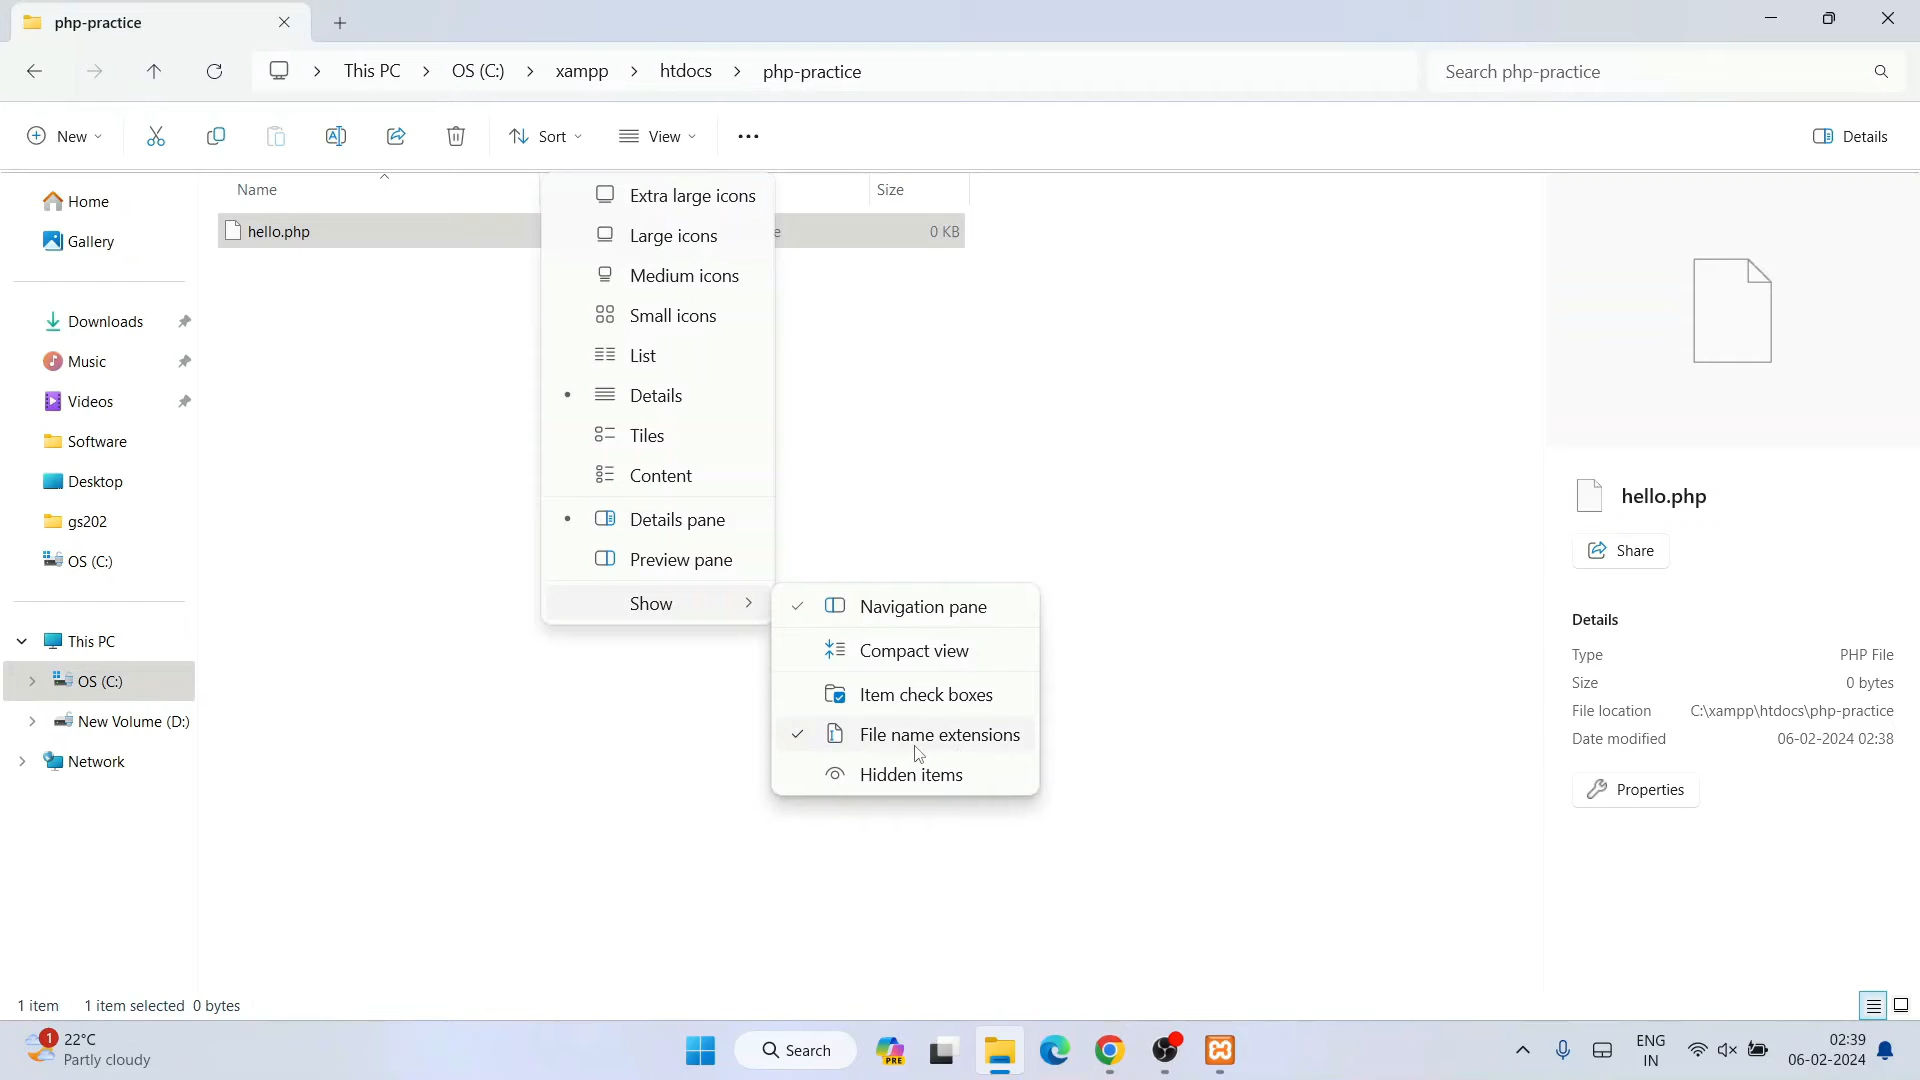 php-practice
This PC
OS (C:)
xampp
htdocs
php-practice
Search php-practice
New
Sort
View
Details
Name
Size
hello.php
e
0 KB
Home
Gallery
Downloads
Music
Videos
Software
Desktop
gs202
OS (C:)
This PC
OS (C:)
New Volume (D:)
Network
Extra large icons
Large icons
Medium icons
Small icons
List
Details
Tiles
Content
Details pane
Preview pane
Show
Navigation pane
Compact view
Item check boxes
File name extensions
Hidden items
hello.php
Share
Details
Type PHP File
Size 0 bytes
File location C:\xampp\htdocs\php-practice
Date modified 06-02-2024 02:38
Properties
1 item 1 item selected 0 bytes
1
22°C
Partly cloudy
Search
PRE
ENG
IN
02:39
06-02-2024